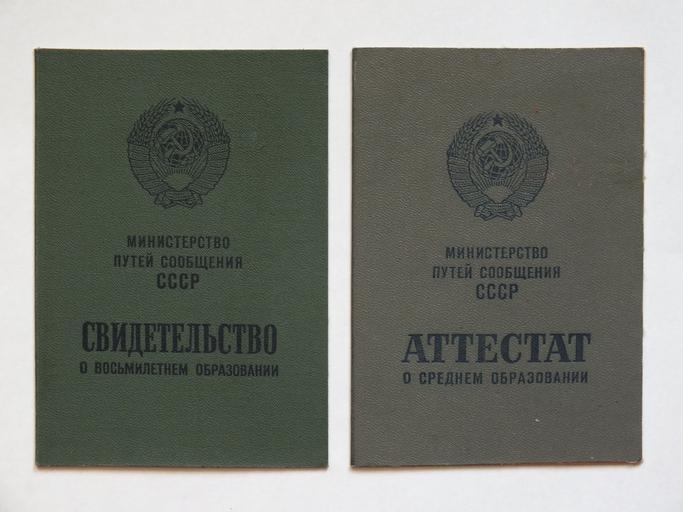 МИНИСТЕРСТВО
ПУТЕЙ СООБЩЕНИЯ
СССР
СВИДЕТЕЛЬСТВО
О ВОСЬМИЛЕТНЕМ ОБРАЗОВАНИИ
МИНИСТЕРСТВО
ПУТЕЙ СООБЩЕНИЯ
СССР
АТТЕСТАТ
О СРЕДНЕМ ОБРАЗОВАНИИ